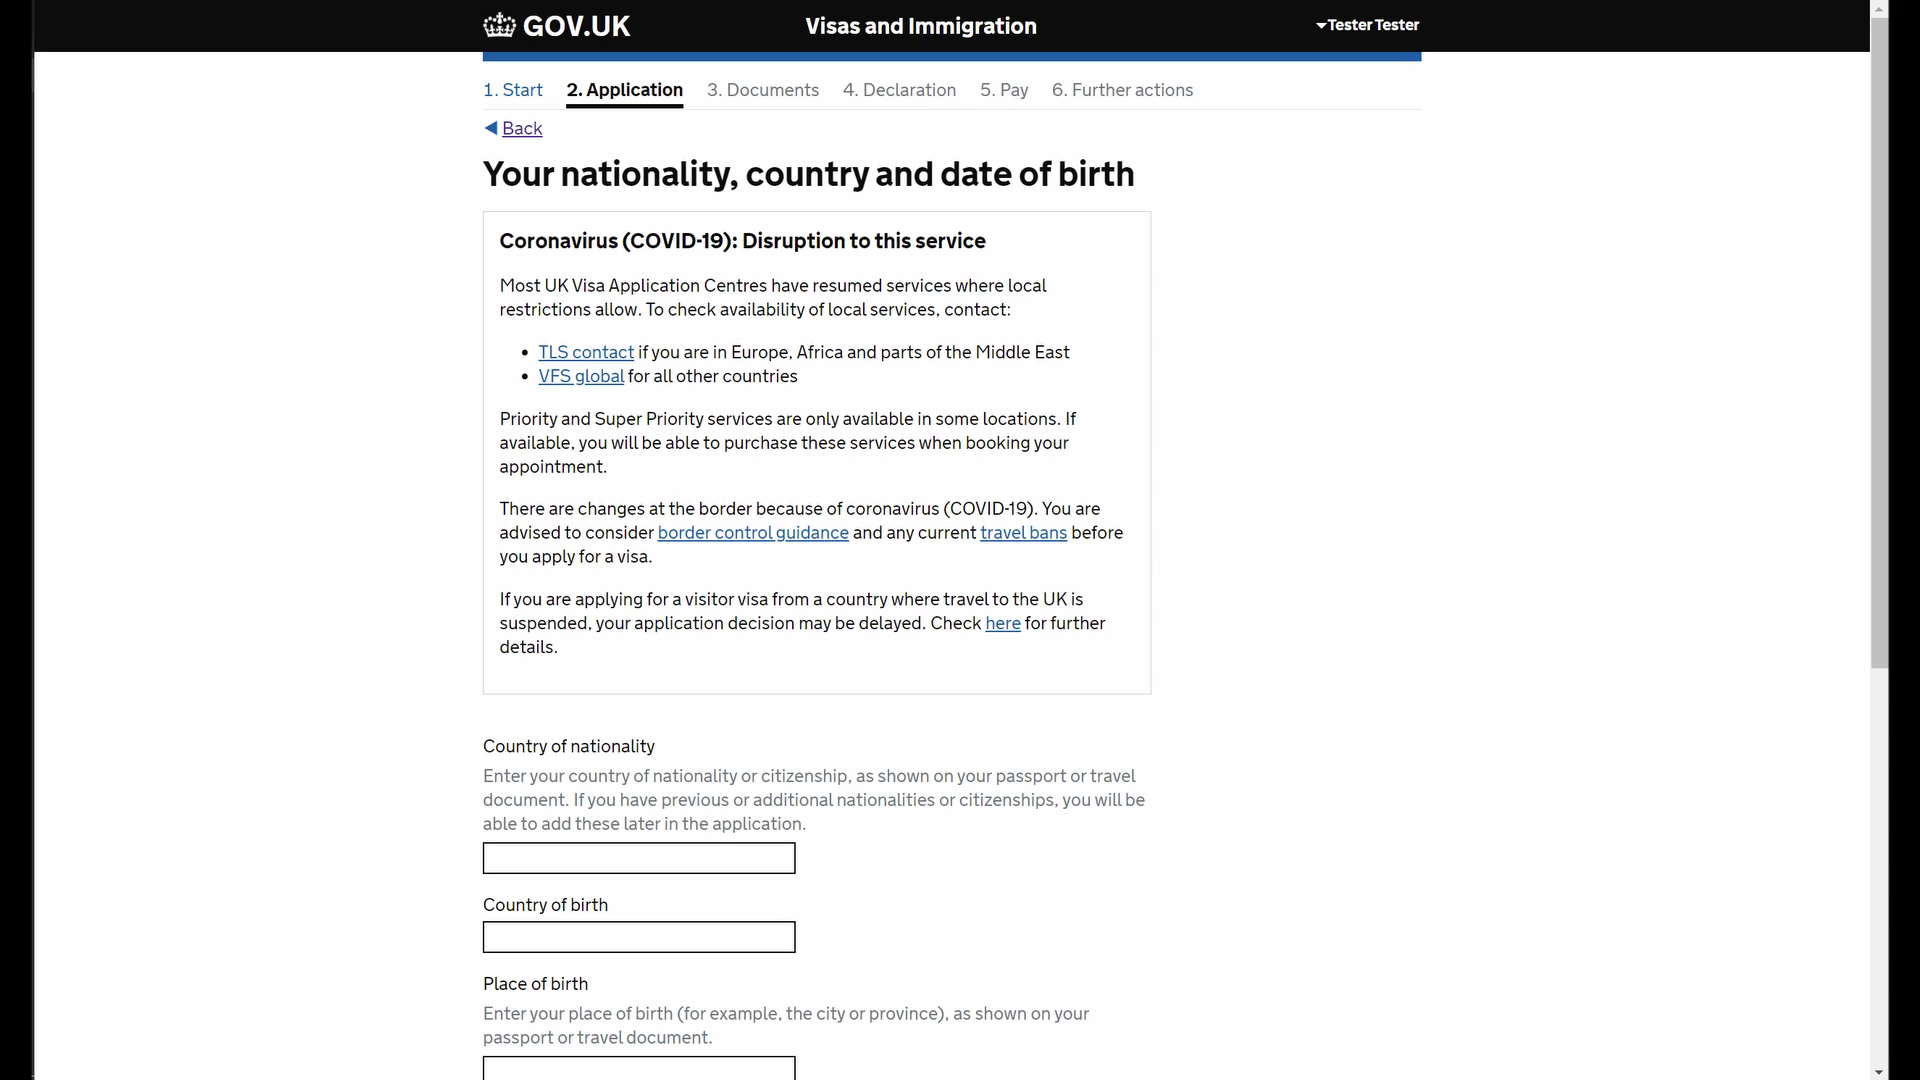 GOV.UK Visas and Immigration Tester Tester
1. Start 2. Application 3. Documents 4. Declaration 5. Pay 6. Further actions
Back
Your nationality, country and date of birth
Coronavirus (COVID-19): Disruption to this service
Most UK Visa Application Centres have resumed services where local
restrictions allow. To check availability of local services, contact:
TLS contact if you are in Europe, Africa and parts of the Middle East
VFS global for all other countries
Priority and Super Priority services are only available in some locations. If
available, you will be able to purchase these services when booking your
appointment.
There are changes at the border because of coronavirus (COVID-19). You are
advised to consider border control guidance and any current travel bans before
you apply for a visa.
If you are applying for a visitor visa from a country where travel to the UK is
suspended, your application decision may be delayed. Check here for further
details.
Country of nationality
Enter your country of nationality or citizenship, as shown on your passport or travel
document. If you have previous or additional nationalities or citizenships, you will be
able to add these later in the application.
Country of birth
Place of birth
Enter your place of birth (for example, the city or province), as shown on your
passport or travel document.